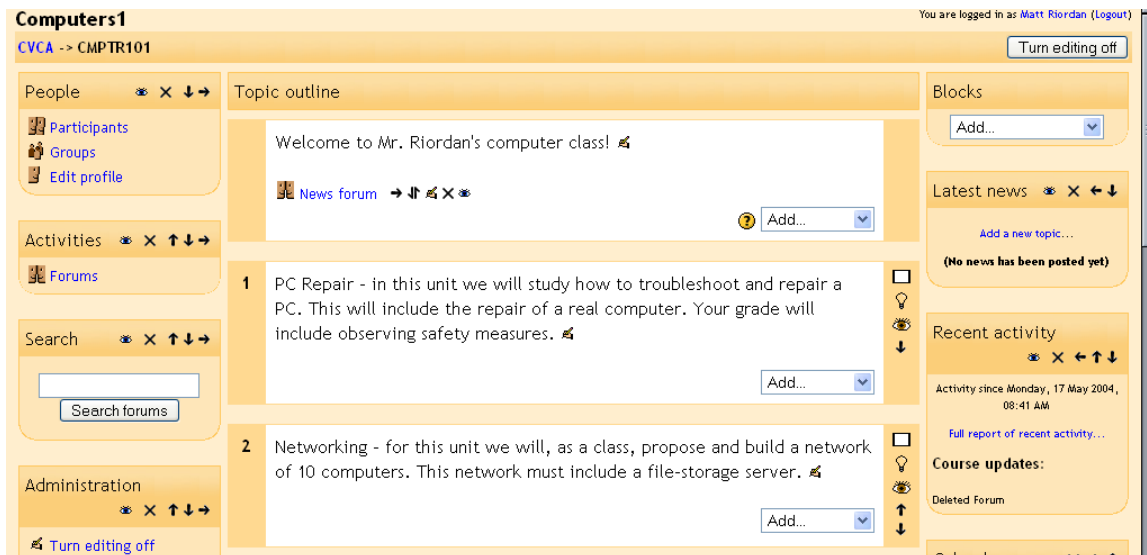 Computers1
You are logged in as Matt Riordan (Logout)
CVCA -> CMPTR101
Turn editing off
People
Participants
Groups
Edit profile
Activities
Forums
Search
Search forums
Administration
Turn editing off
Topic outline
Welcome to Mr. Riordan's computer class!
News forum
Add...
1
PC Repair - in this unit we will study how to troubleshoot and repair a
PC. This will include the repair of a real computer. Your grade will
include observing safety measures.
Add...
2
Networking - for this unit we will, as a class, propose and build a network
of 10 computers. This network must include a file-storage server.
Add...
Blocks
Add...
Latest news
Add a new topic...
(No news has been posted yet)
Recent activity
Activity since Monday, 17 May 2004,
08:41 AM
Full report of recent activity...
Course updates:
Deleted Forum